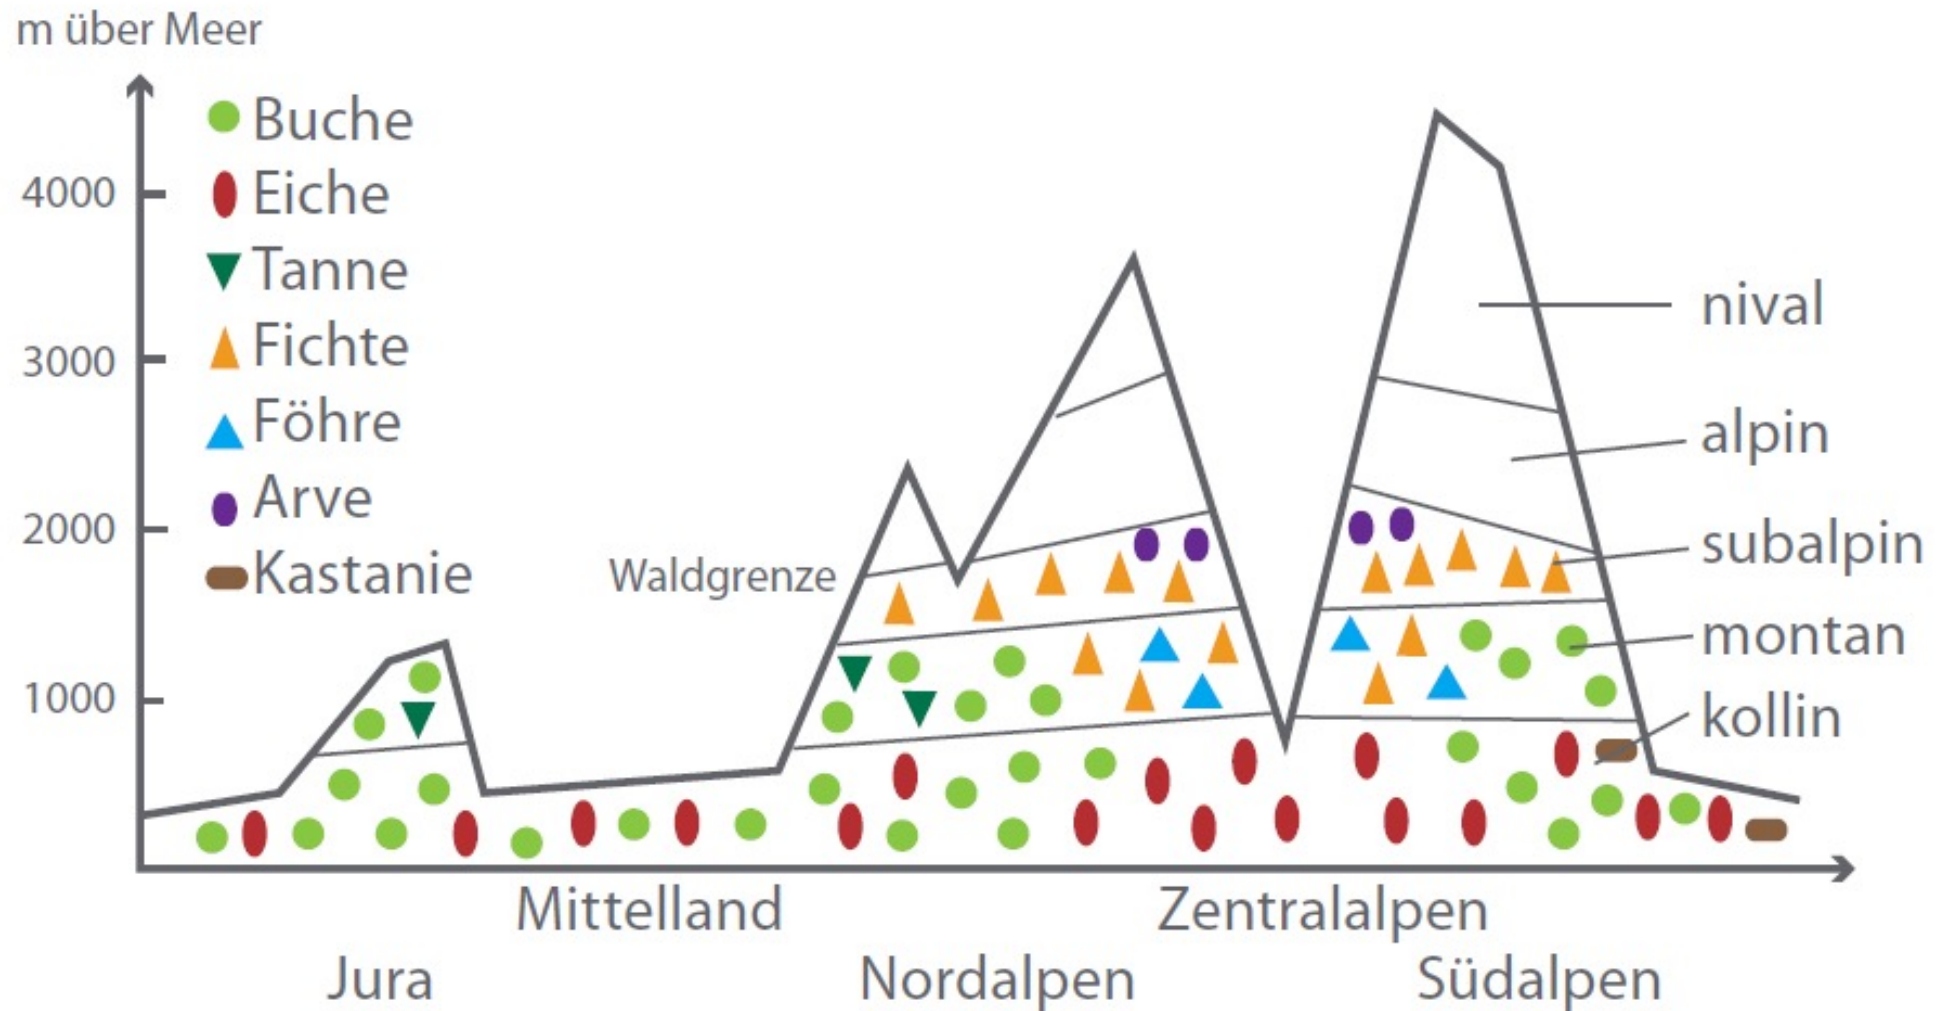 m über Meer
4000
3000
2000
1000
Buche
Eiche
Tanne
Fichte
Föhre
Arve
Kastanie
Waldgrenze
nival
alpin
subalpin
montan
kollin
Mittelland
Zentralalpen
Jura
Nordalpen
Südalpen